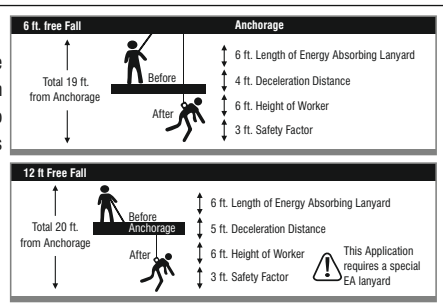 6 ft. free Fall
Anchorage
Total 19 ft.
from Anchorage
Before
After
6 ft. Length of Energy Absorbing Lanyard
4 ft. Deceleration Distance
6 ft. Height of Worker
3 ft. Safety Factor
12 ft Free Fall
Total 20 ft.
from Anchorage
Before
Anchorage
After
6 ft. Length of Energy Absorbing Lanyard
5 ft. Deceleration Distance
6 ft. Height of Worker
3 ft. Safety Factor
This Application
requires a special
EA lanyard